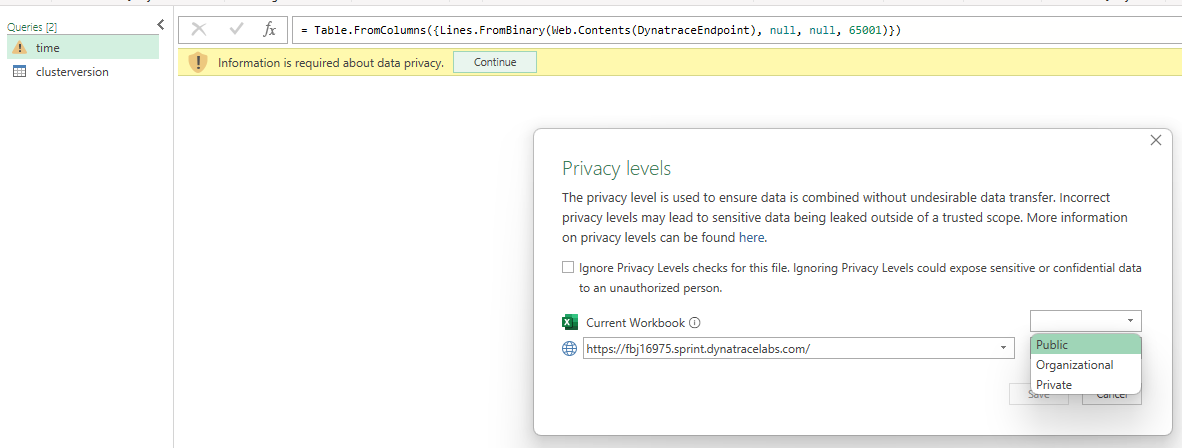 Queries [2]
time
clusterversion
fx
= Table.FromColumns({Lines.FromBinary(Web.Contents(DynatraceEndpoint), null, null, 65001)})
Information is required about data privacy.
Continue
Privacy levels
The privacy level is used to ensure data is combined without undesirable data transfer. Incorrect
privacy levels may lead to sensitive data being leaked outside of a trusted scope. More information
on privacy levels can be found here.
Ignore Privacy Levels checks for this file. Ignoring Privacy Levels could expose sensitive or confidential data
to an unauthorized person.
Current Workbook
https://fbj16975.sprint.dynatracelabs.com/
Public
Organizational
Private
Save
Cancel